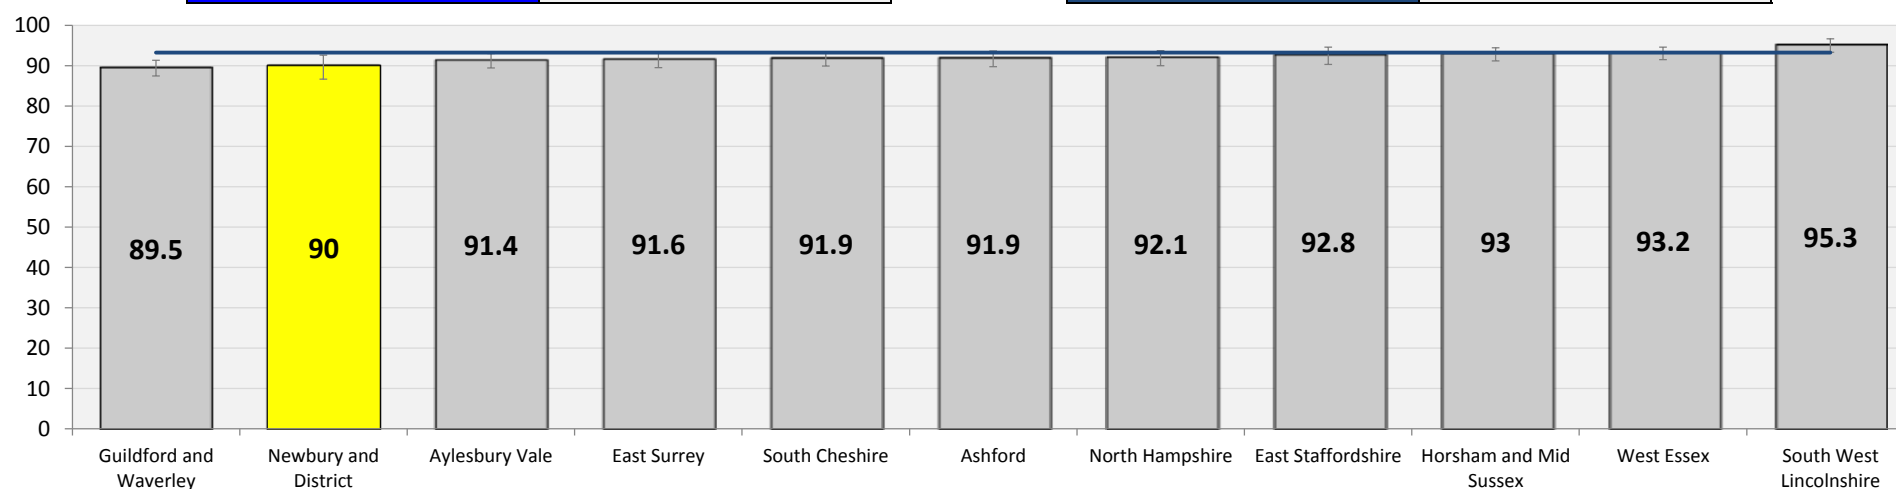 100
90
80
70
60
50
40
30
20
10
0
89.5
90
91.4
91.6
91.9
91.9
92.1
92.8
93
93.2
95.3
Guildford and
Waverley
Newbury and
District
Aylesbury Vale
East Surrey
South Cheshire
Ashford
North Hampshire
East Staffordshire
Horsham and Mid
Sussex
West Essex
South West
Lincolnshire